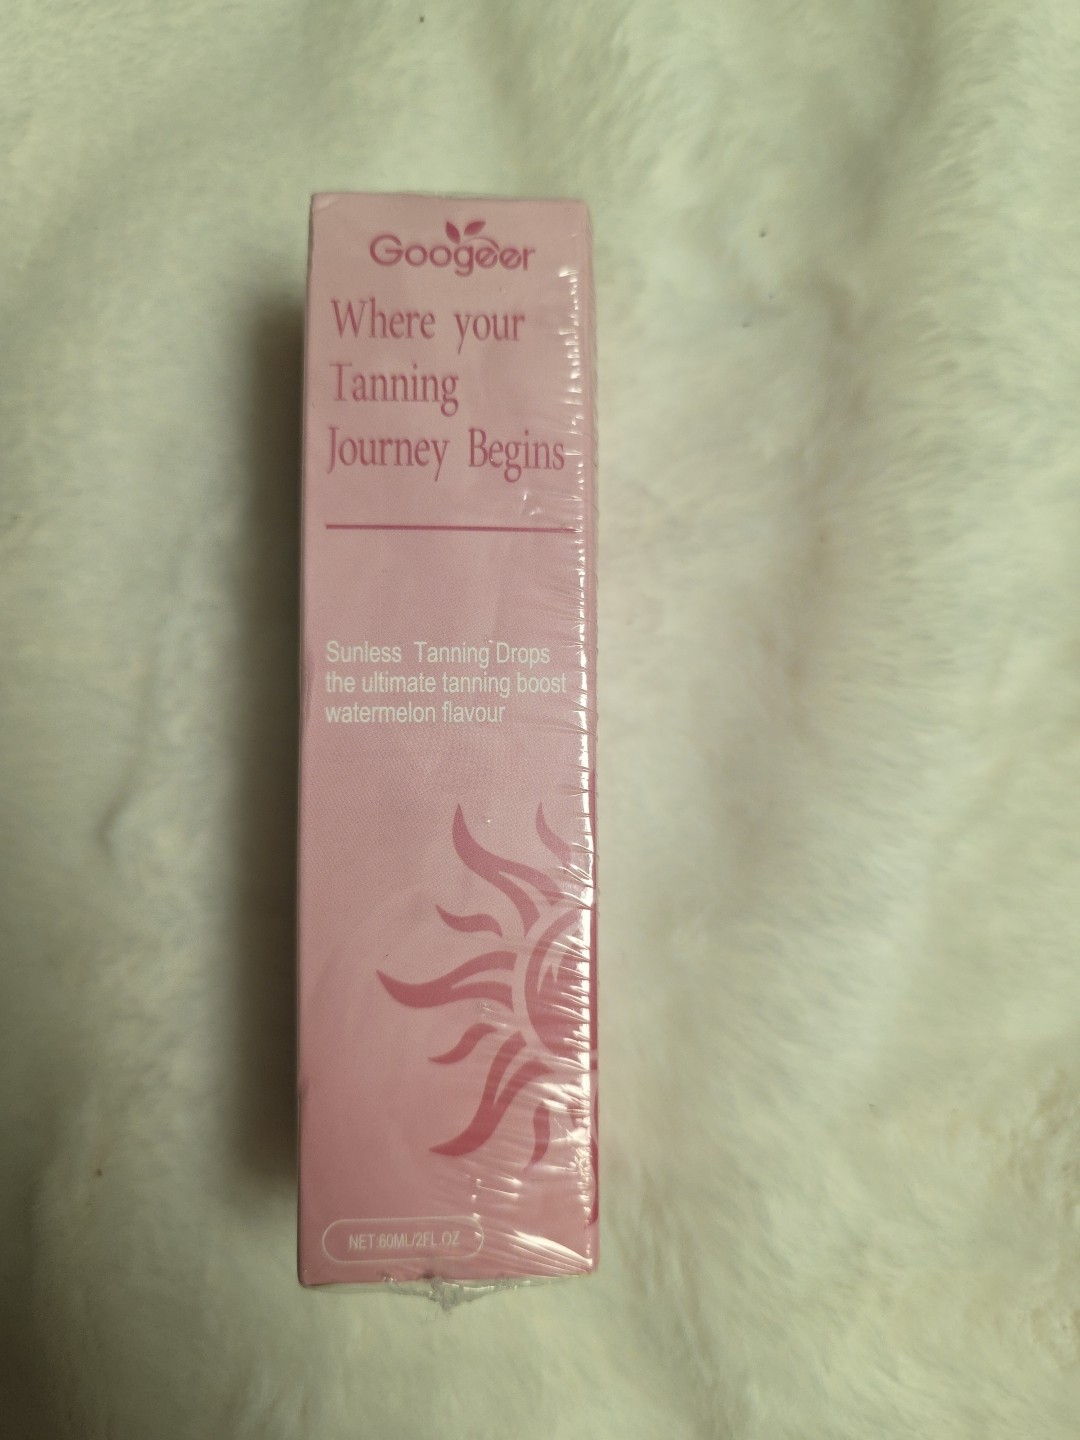 Googeer
Where your
Tanning
Journey Begins
Sunless Tanning Drops
the ultimate tanning boost
watermelon flavour
NET:60ML/2FL OZ